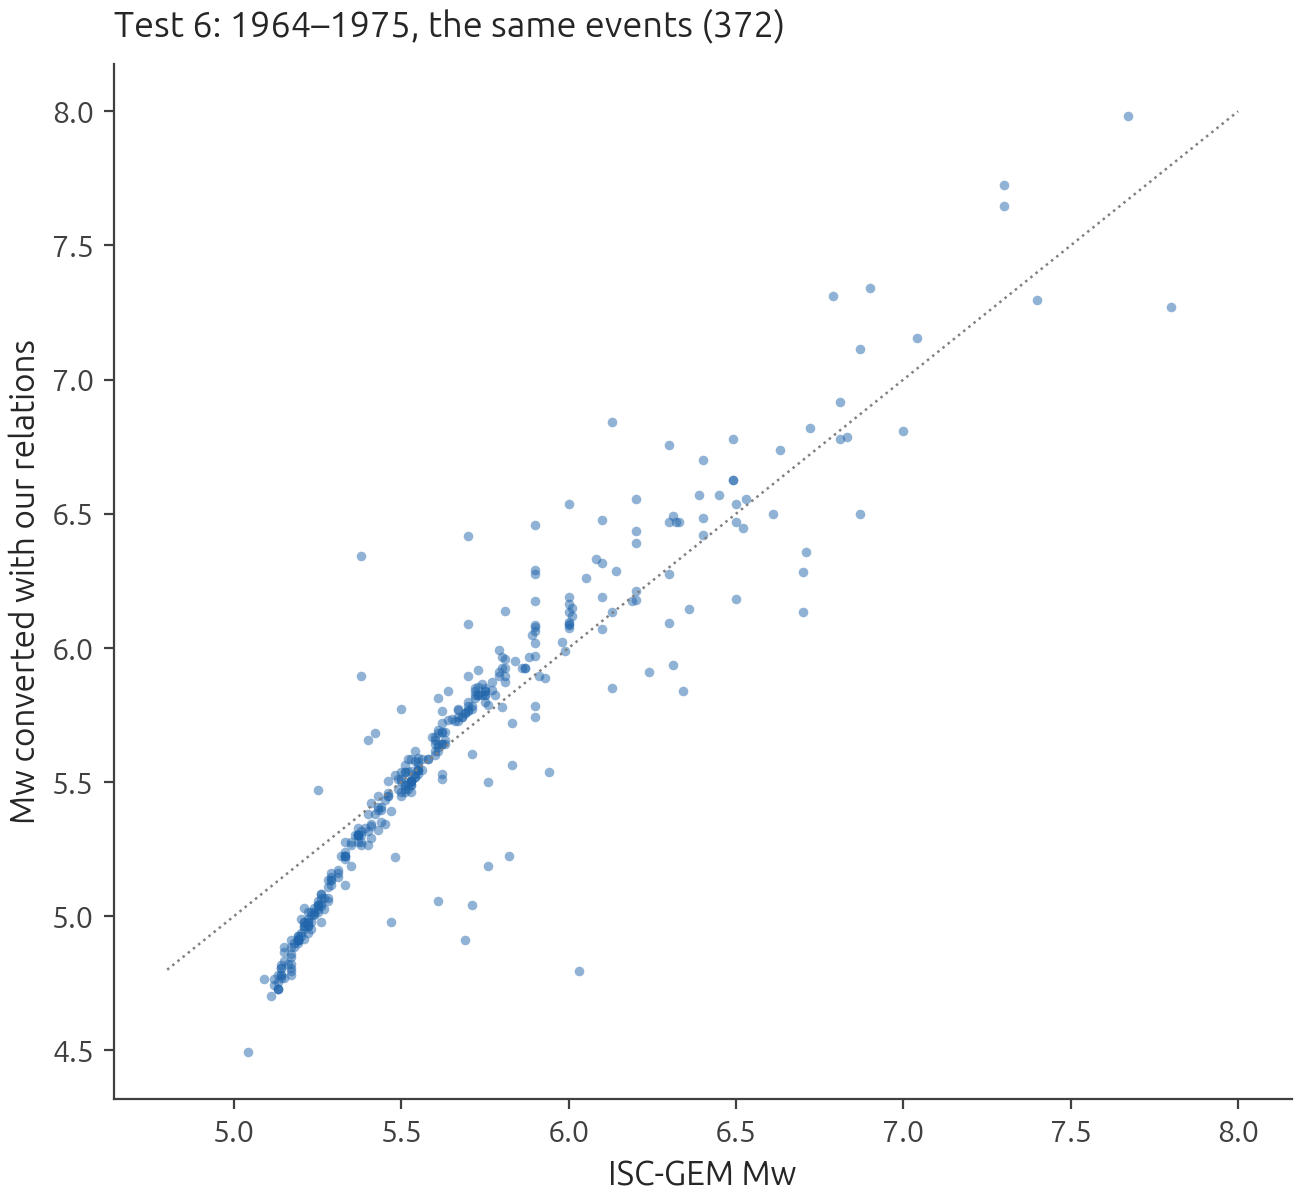 Test 6: 1964–1975, the same events (372)
Mw converted with our relations
8.0
7.5
7.0
6.5
6.0
5.5
5.0
4.5
5.0 5.5 6.0 6.5 7.0 7.5 8.0
ISC-GEM Mw